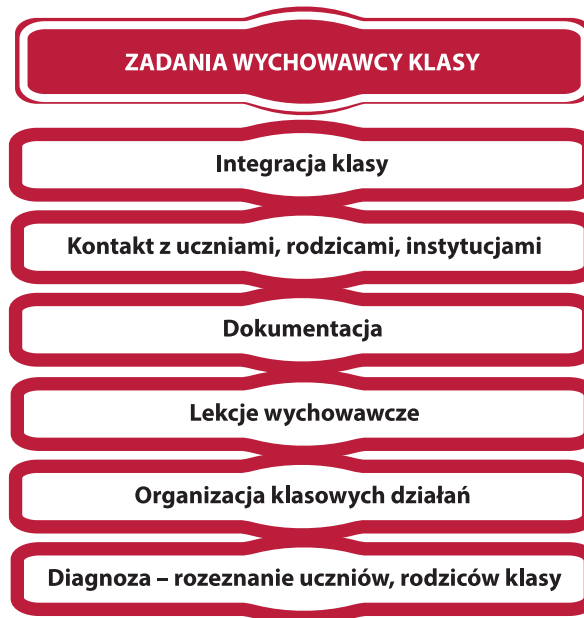 ZADANIA WYCHOWAWCY KLASY
Integracja klasy
Kontakt z uczniami, rodzicami, instytucjami
Dokumentacja
Lekcje wychowawcze
Organizacja klasowych działań
Diagnoza – rozeznanie uczniów, rodziców klasy